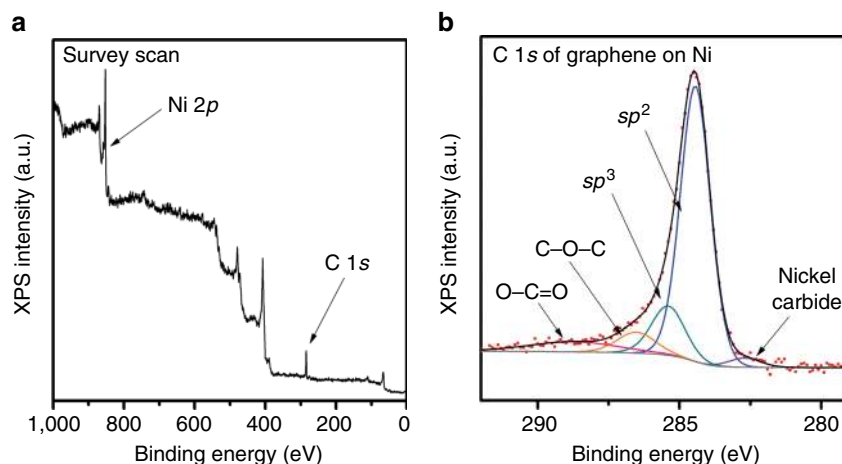 a
Survey scan
Ni 2p
C 1s
XPS intensity (a.u.)
1,000 800 600 400 200 0
Binding energy (eV)
b
C 1s of graphene on Ni
sp²
sp³
C–O–C
O–C=O
Nickel
carbide
XPS intensity (a.u.)
290 285 280
Binding energy (eV)